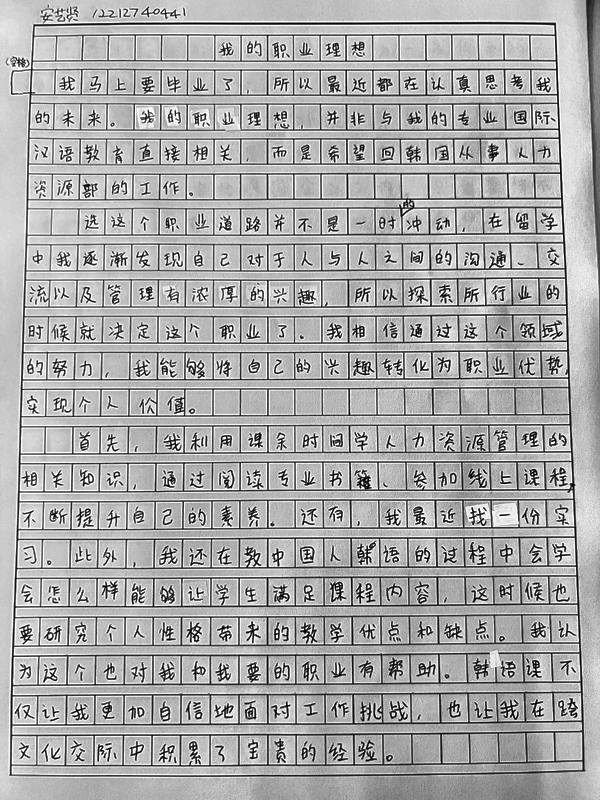 安艺贤 12212740441
我的职业理想
(空格)
我马上要毕业了，所以最近都在认真思考我
的未来。我的职业理想，并非与我的专业国际
汉语教育直接相关，而是希望回韩国从事人力
资源部的工作。
选这个职业道路并不是一时的冲动，在留学
中我逐渐发现自己对于人与人之间的沟通、交
流以及管理有浓厚的兴趣，所以探索所行业的
时候就决定这个职业了。我相信通过这个领域
的努力，我能够将自己的兴趣转化为职业优势，
实现个人价值。
首先，我利用课余时间学人力资源管理的
相关知识，通过阅读专业书籍、参加线上课程，
不断提升自己的素养。还有，我最近找一份实
习。此外，我还在教中国人韩语的过程中会学
会怎么样能够让学生满足课程内容，这时候也
要研究个人性格带来的教学优点和缺点。我认
为这个也对我和我要的职业有帮助。韩语课不
仅让我更加自信地面对工作挑战，也让我在跨
文化交际中积累了宝贵的经验。